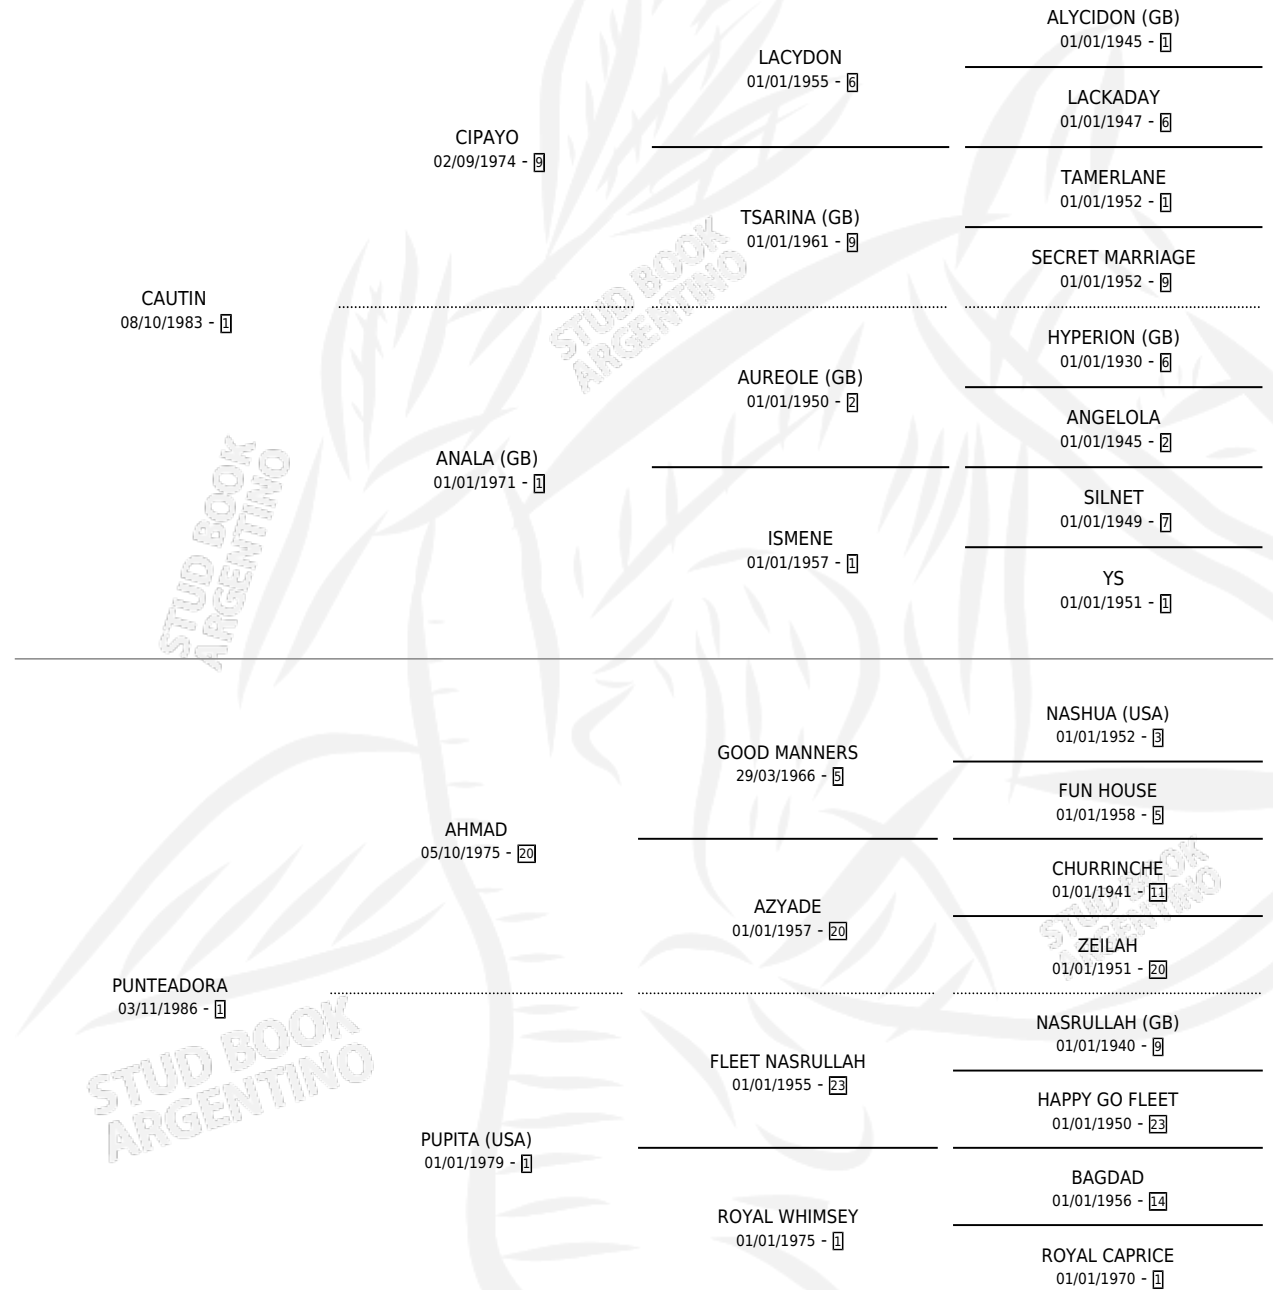 ALYCIDON (GB)
01/01/1945 - 1
LACYDON
01/01/1955 - 6
LACKADAY
01/01/1947 - 6
CIPAYO
02/09/1974 - 9
TAMERLANE
01/01/1952 - 1
TSARINA (GB)
01/01/1961 - 9
SECRET MARRIAGE
01/01/1952 - 9
CAUTIN
08/10/1983 - 1
HYPERION (GB)
01/01/1930 - 6
AUREOLE (GB)
01/01/1950 - 2
ANGELOLA
01/01/1945 - 2
ANALA (GB)
01/01/1971 - 1
SILNET
01/01/1949 - 7
ISMENE
01/01/1957 - 1
YS
01/01/1951 - 1
NASHUA (USA)
01/01/1952 - 3
GOOD MANNERS
29/03/1966 - 5
FUN HOUSE
01/01/1958 - 5
AHMAD
05/10/1975 - 20
CHURRINCHE
01/01/1941 - 11
AZYADE
01/01/1957 - 20
ZEILAH
01/01/1951 - 20
PUNTEADORA
03/11/1986 - 1
NASRULLAH (GB)
01/01/1940 - 9
FLEET NASRULLAH
01/01/1955 - 23
HAPPY GO FLEET
01/01/1950 - 23
PUPITA (USA)
01/01/1979 - 1
BAGDAD
01/01/1956 - 14
ROYAL WHIMSEY
01/01/1975 - 1
ROYAL CAPRICE
01/01/1970 - 1
STUD BOOK
ARGENTINO
STUD BOOK
ARGENTINO
STUD BOOK
ARGENTINO
STUD BOOK
ARGENTINO